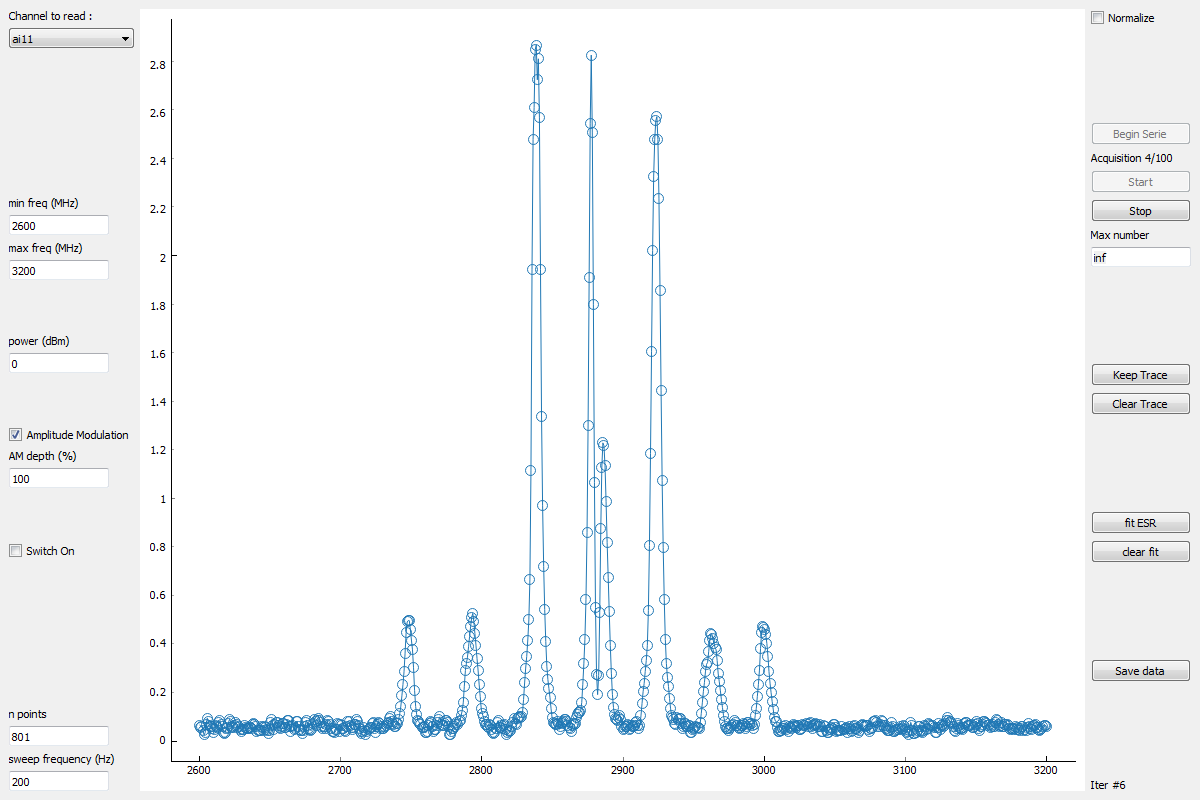 Channel to read :
ai11
min freq (MHz)
2600
max freq (MHz)
3200
power (dBm)
0
Amplitude Modulation
AM depth (%)
100
Switch On
n points
801
sweep frequency (Hz)
200
2.8
2.6
2.4
2.2
2
1.8
1.6
1.4
1.2
1
0.8
0.6
0.4
0.2
0
2600
2700
2800
2900
3000
3100
3200
Normalize
Begin Serie
Acquisition 4/100
Start
Stop
Max number
inf
Keep Trace
Clear Trace
fit ESR
clear fit
Save data
Iter #6